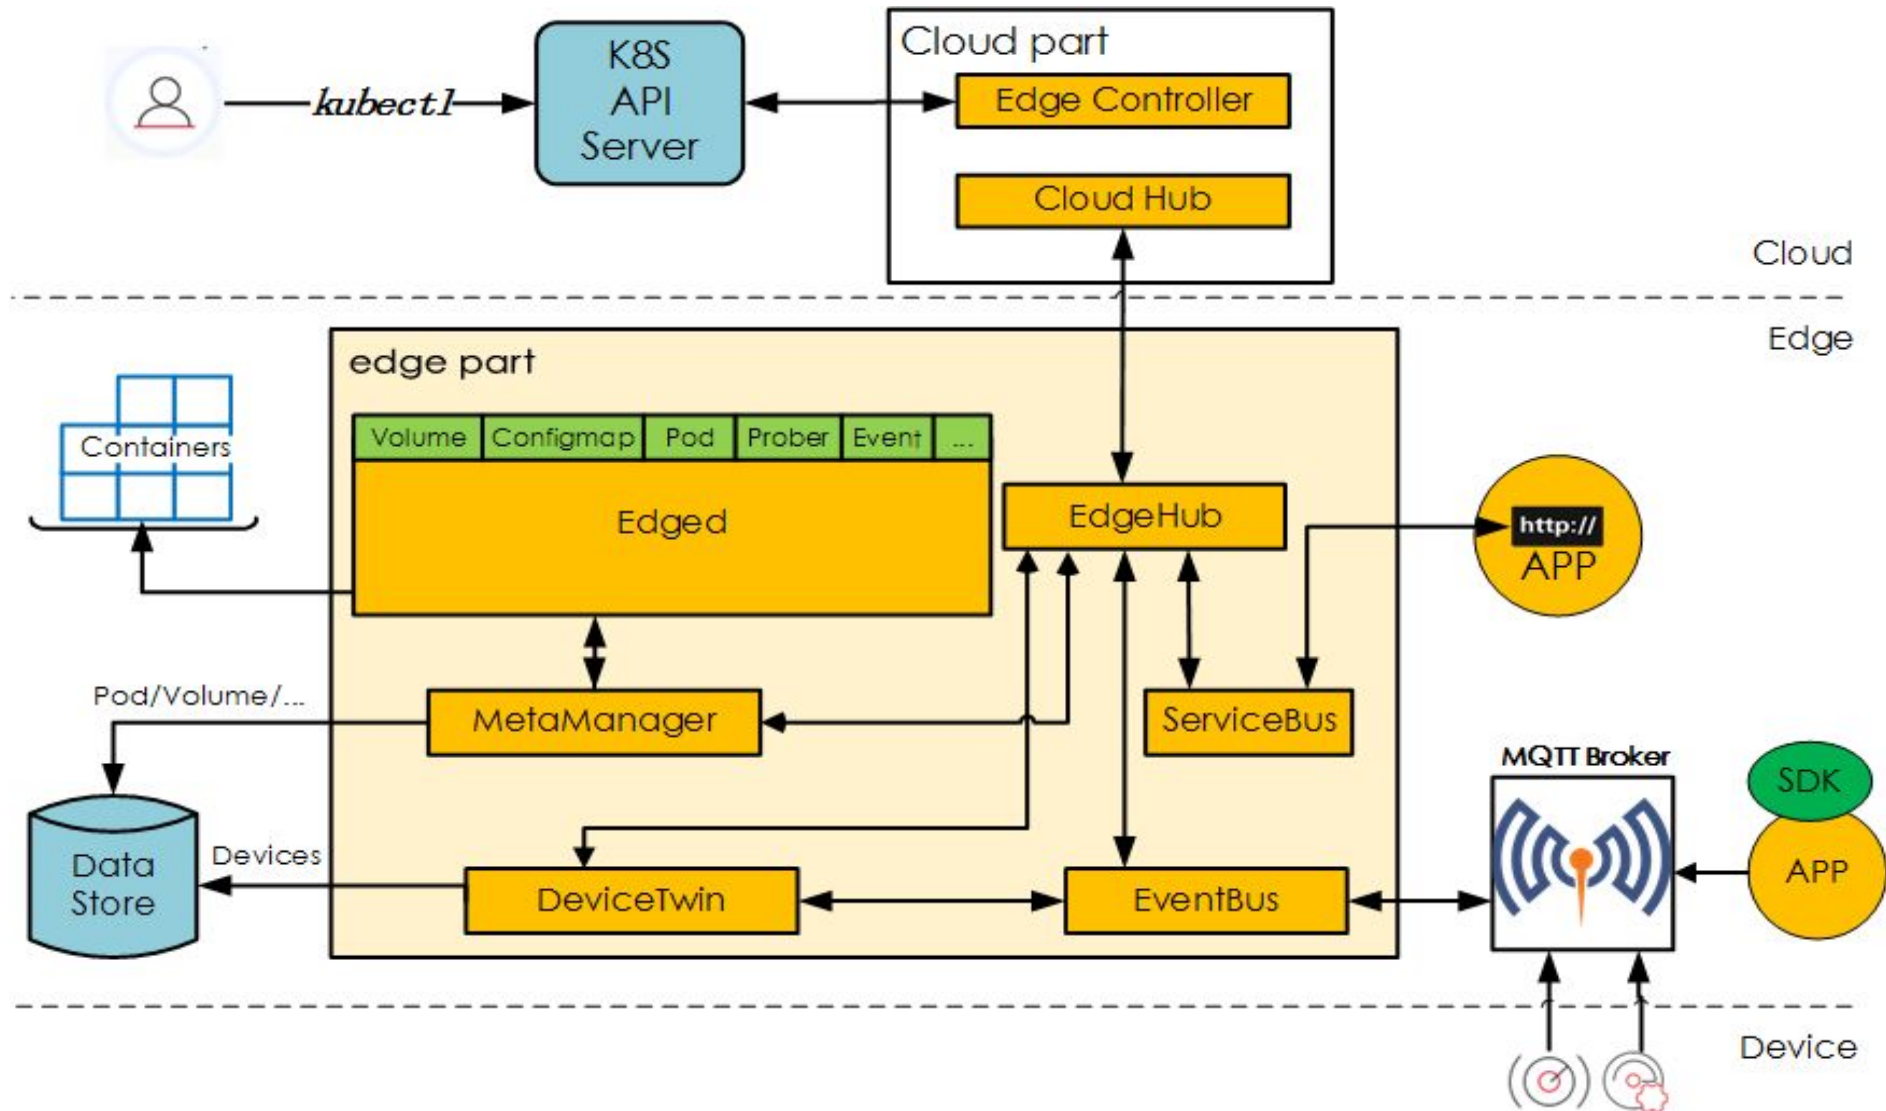 kubectl
K8S
API
Server
Cloud part
Edge Controller
Cloud Hub
Cloud
Edge
edge part
Volume
Configmap
Pod
Prober
Event
...
Containers
Edged
EdgeHub
http://
APP
Pod/Volume/...
MetaManager
ServiceBus
MQTT Broker
SDK
APP
Data
Store
Devices
DeviceTwin
EventBus
Device